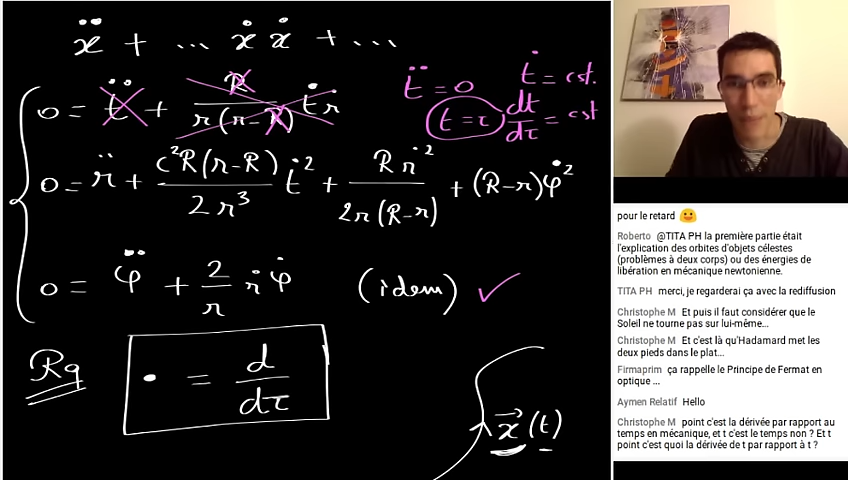 ẍ + ... ẋ ẋ + ...
0 = ẗ + R / r(r-R) ṫ ṙ
ẗ = 0 ṫ = cst.
t = τ dt/dτ = cst
0 = r̈ + c²R(r-R) / 2r³ ṫ² + Rṙ² / 2r(R-r) + (R-r)φ̇²
0 = φ̈ + 2/r ṙ φ̇ (idem) ✓
Rq • = d/dτ
x⃗(t)
pour le retard 😀
Roberto @TITA PH la première partie était
l'explication des orbites d'objets célestes
(problèmes à deux corps) ou des énergies de
libération en mécanique newtonienne.
TITA PH merci, je regarderai ça avec la rediffusion
Christophe M Et puis il faut considérer que le
Soleil ne tourne pas sur lui-même...
Christophe M Et c'est là qu'Hadamard met les
deux pieds dans le plat...
Firmaprim ça rappelle le Principe de Fermat en
optique ...
Aymen Relatif Hello
Christophe M point c'est la dérivée par rapport au
temps en mécanique, et t c'est le temps non ? Et t
point c'est quoi la dérivée de t par rapport à t ?